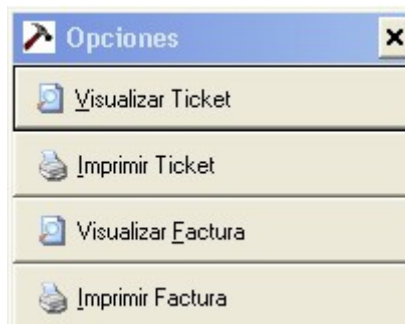 Opciones
Visualizar Ticket
Imprimir Ticket
Visualizar Factura
Imprimir Factura